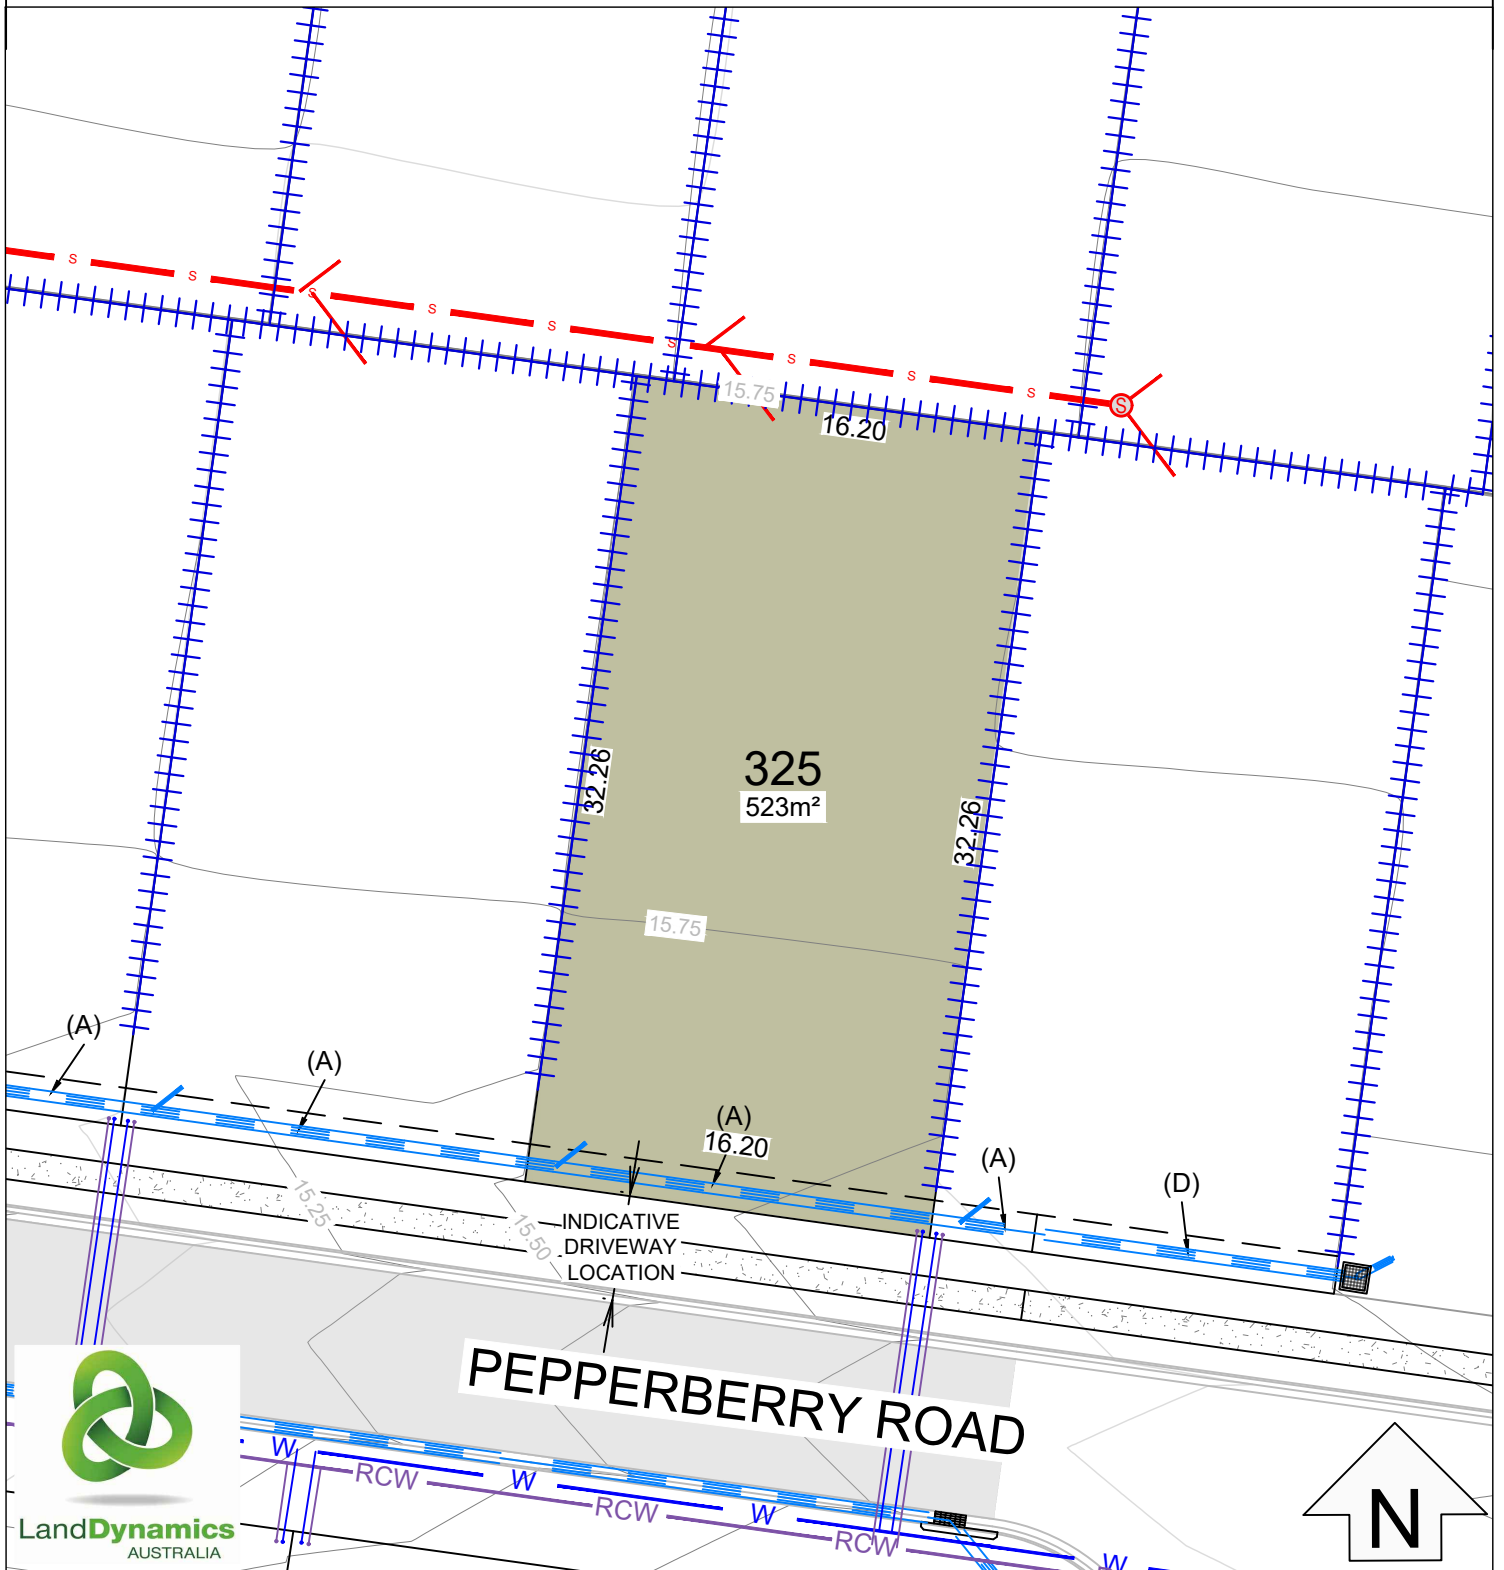 S S S S S S S S S
S
15.75
16.20
32.26
325
523m²
32.26
15.75
(A)
(A)
(A)
16.20
(A)
(D)
15.25
15.50
INDICATIVE
DRIVEWAY
LOCATION
PEPPERBERRY ROAD
W W W W
RCW RCW RCW
LandDynamics
AUSTRALIA
N